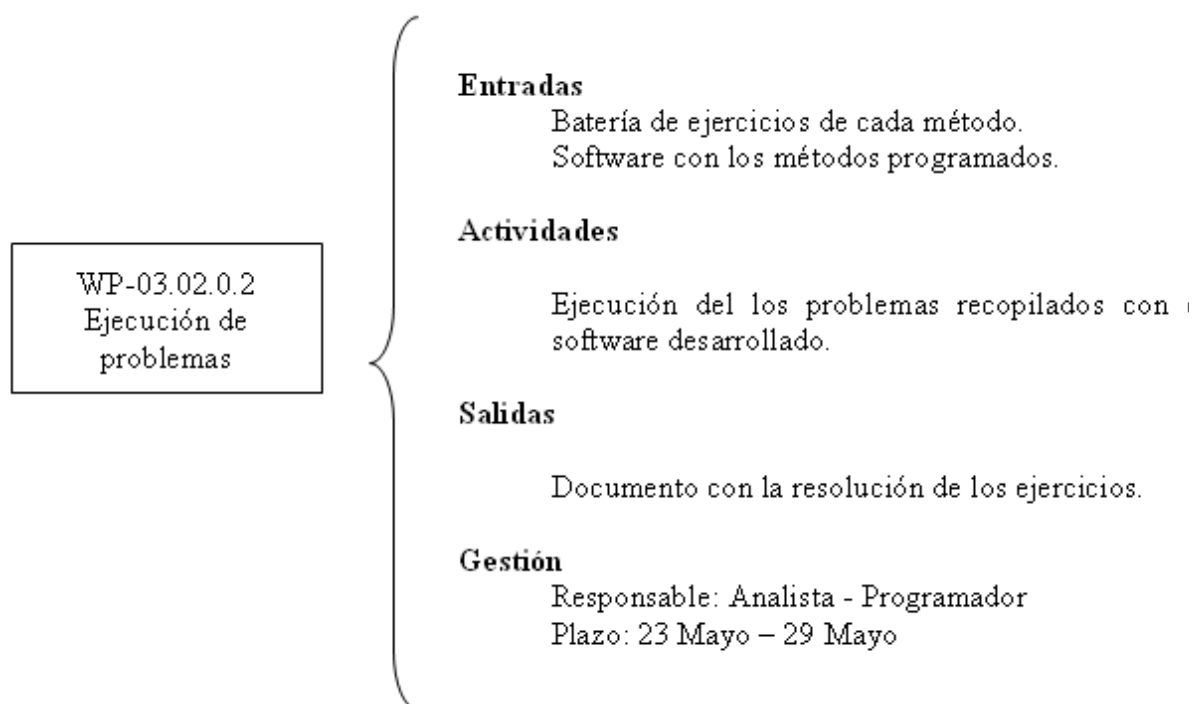 WP-03.02.0.2
Ejecución de
problemas
Entradas
Batería de ejercicios de cada método.
Software con los métodos programados.
Actividades
Ejecución del los problemas recopilados con
software desarrollado.
Salidas
Documento con la resolución de los ejercicios.
Gestión
Responsable: Analista - Programador
Plazo: 23 Mayo – 29 Mayo